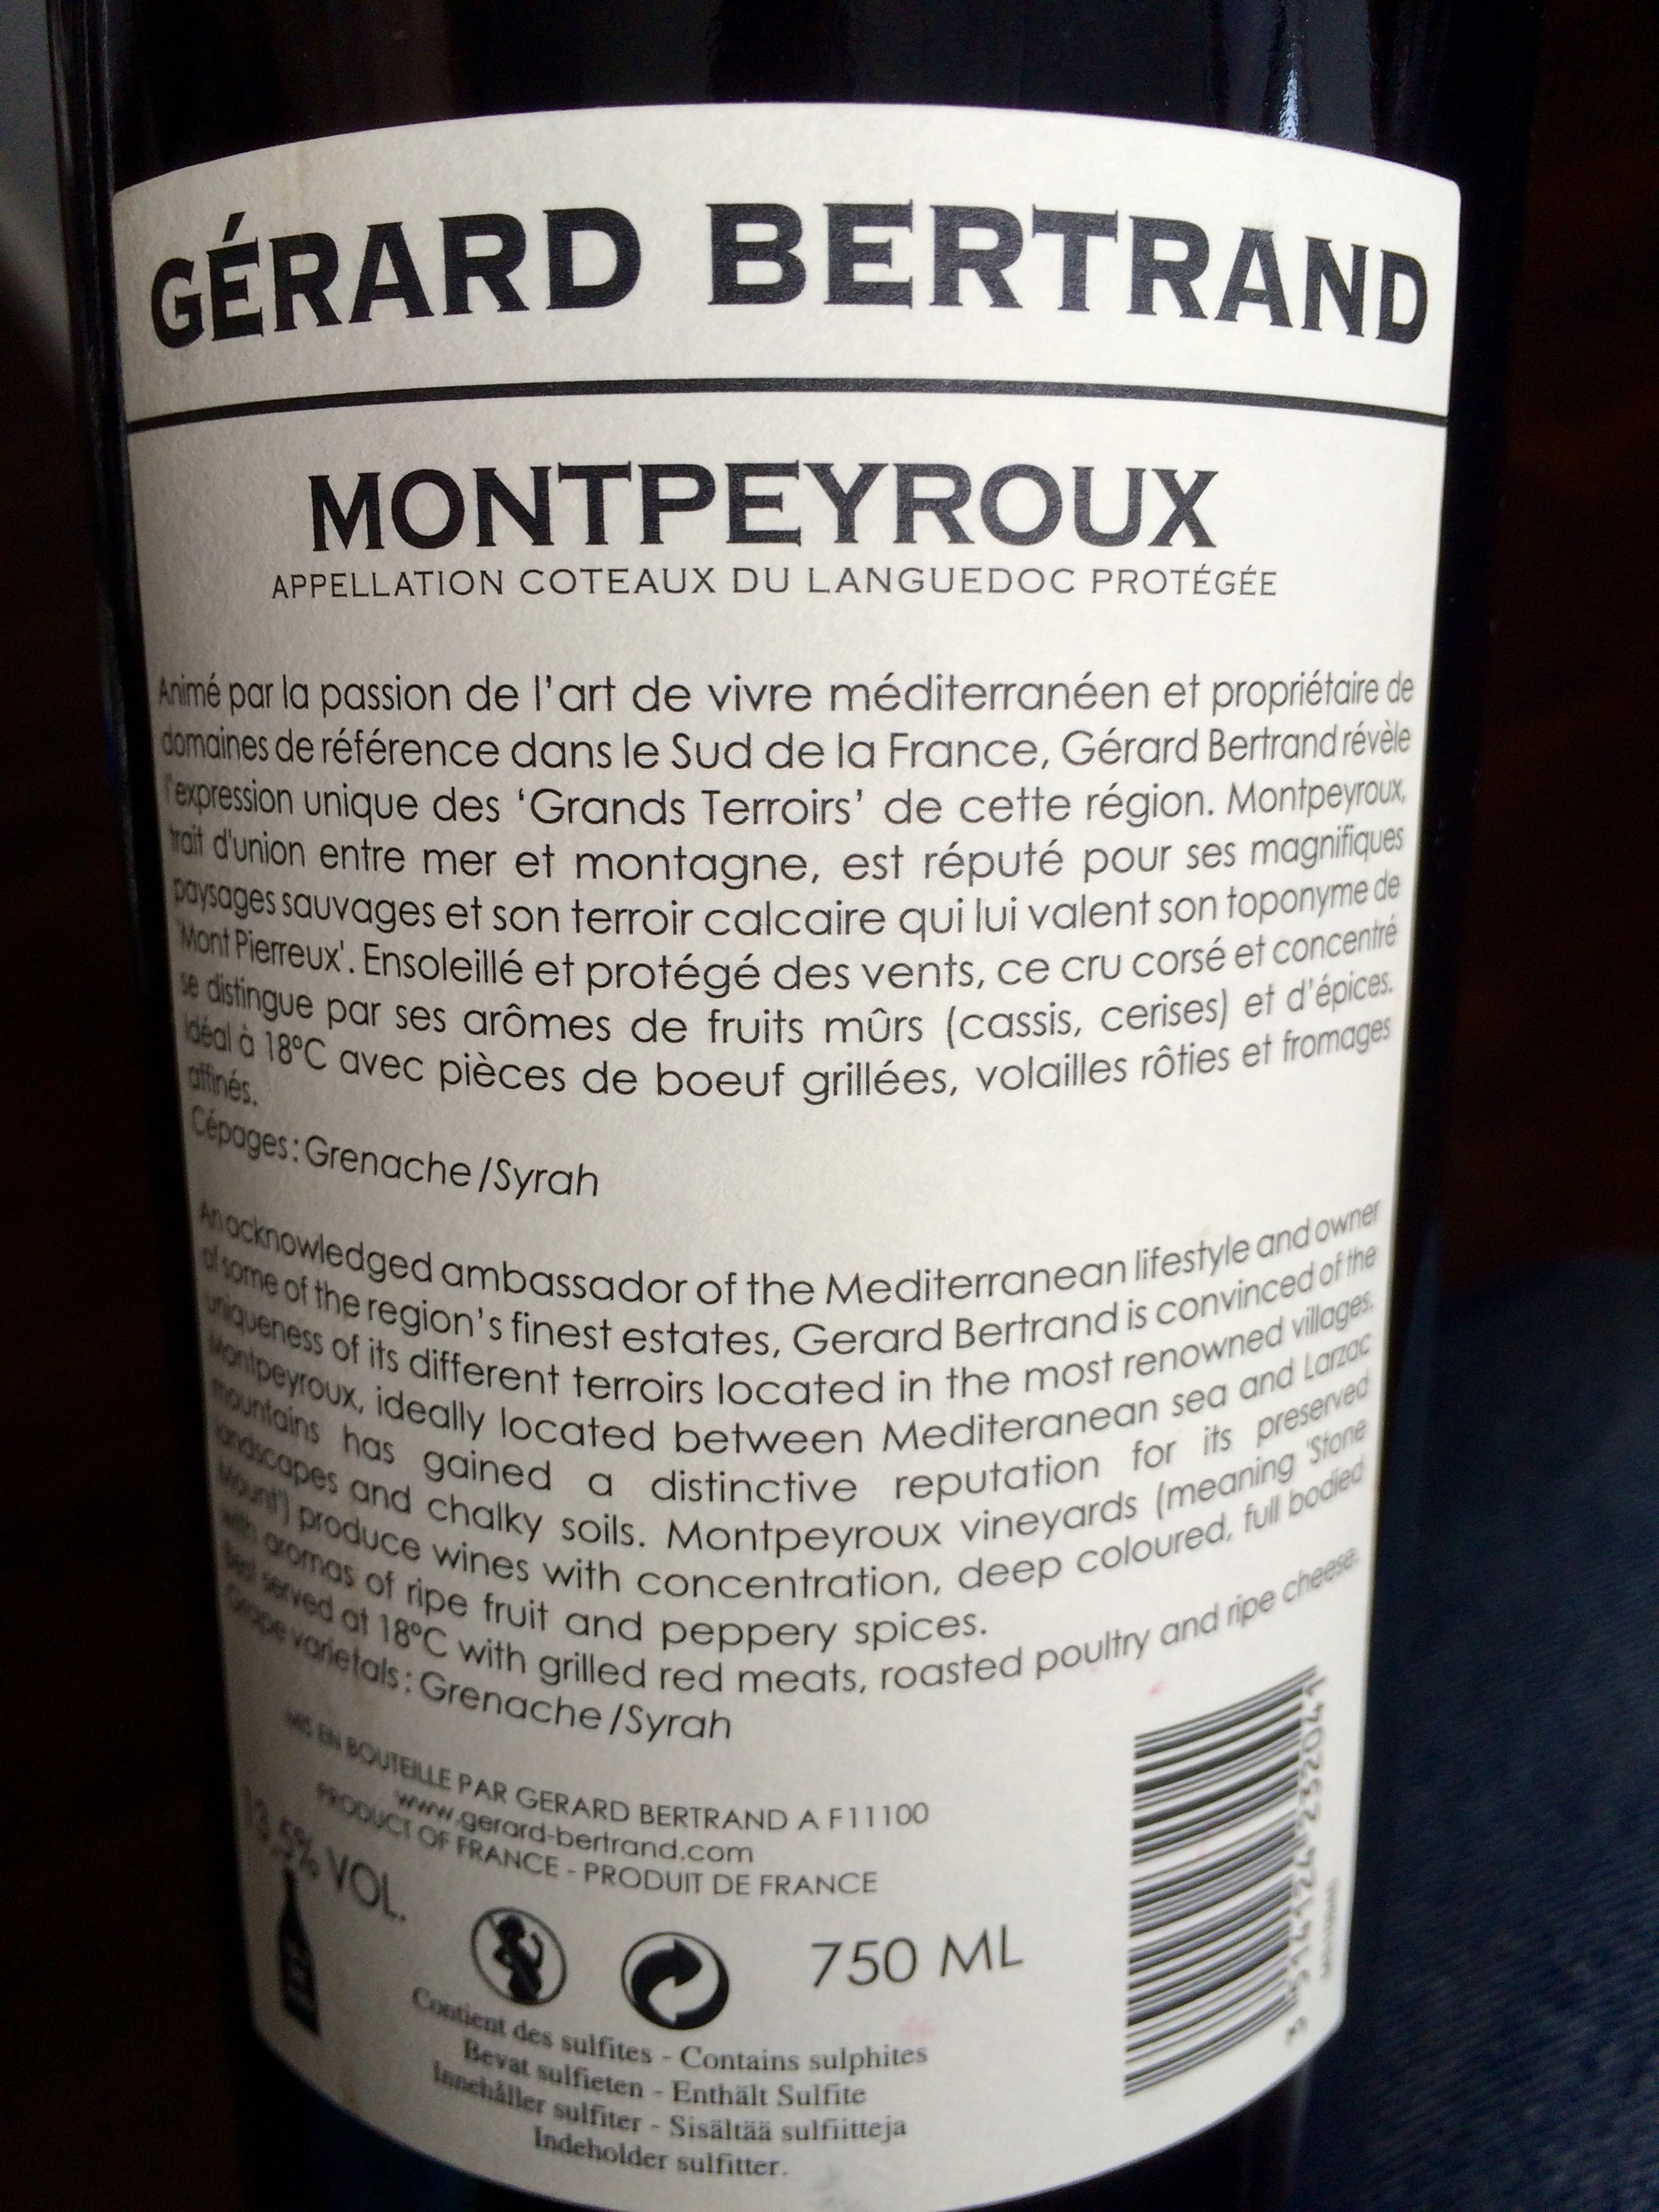 GÉRARD BERTRAND
MONTPEYROUX
APPELLATION COTEAUX DU LANGUEDOC PROTÉGÉE
Animé par la passion de l'art de vivre méditerranéen et propriétaire de
domaines de référence dans le Sud de la France, Gérard Bertrand révèle
l'expression unique des 'Grands Terroirs' de cette région. Montpeyroux,
trait d'union entre mer et montagne, est réputé pour ses magnifiques
paysages sauvages et son terroir calcaire qui lui valent son toponyme de
'Mont Pierreux'. Ensoleillé et protégé des vents, ce cru corsé et concentré
se distingue par ses arômes de fruits mûrs (cassis, cerises) et d'épices.
Idéal à 18°C avec pièces de boeuf grillées, volailles rôties et fromages
affinés.
Cépages : Grenache /Syrah
An acknowledged ambassador of the Mediterranean lifestyle and owner
of some of the region's finest estates, Gerard Bertrand is convinced of the
uniqueness of its different terroirs located in the most renowned villages.
Montpeyroux, ideally located between Mediteranean sea and Larzac
mountains has gained a distinctive reputation for its preserved
landscapes and chalky soils. Montpeyroux vineyards (meaning 'Stone
Mount') produce wines with concentration, deep coloured, full bodied
with aromas of ripe fruit and peppery spices.
Best served at 18°C with grilled red meats, roasted poultry and ripe cheese.
Grape varietals : Grenache /Syrah
MIS EN BOUTEILLE PAR GERARD BERTRAND A F11100
www.gerard-bertrand.com
PRODUCT OF FRANCE - PRODUIT DE FRANCE
13,5% VOL.
750 ML
Contient des sulfites - Contains sulphites
Bevat sulfieten - Enthält Sulfite
Innehåller sulfiter - Sisältää sulfiitteja
Indeholder sulfitter.